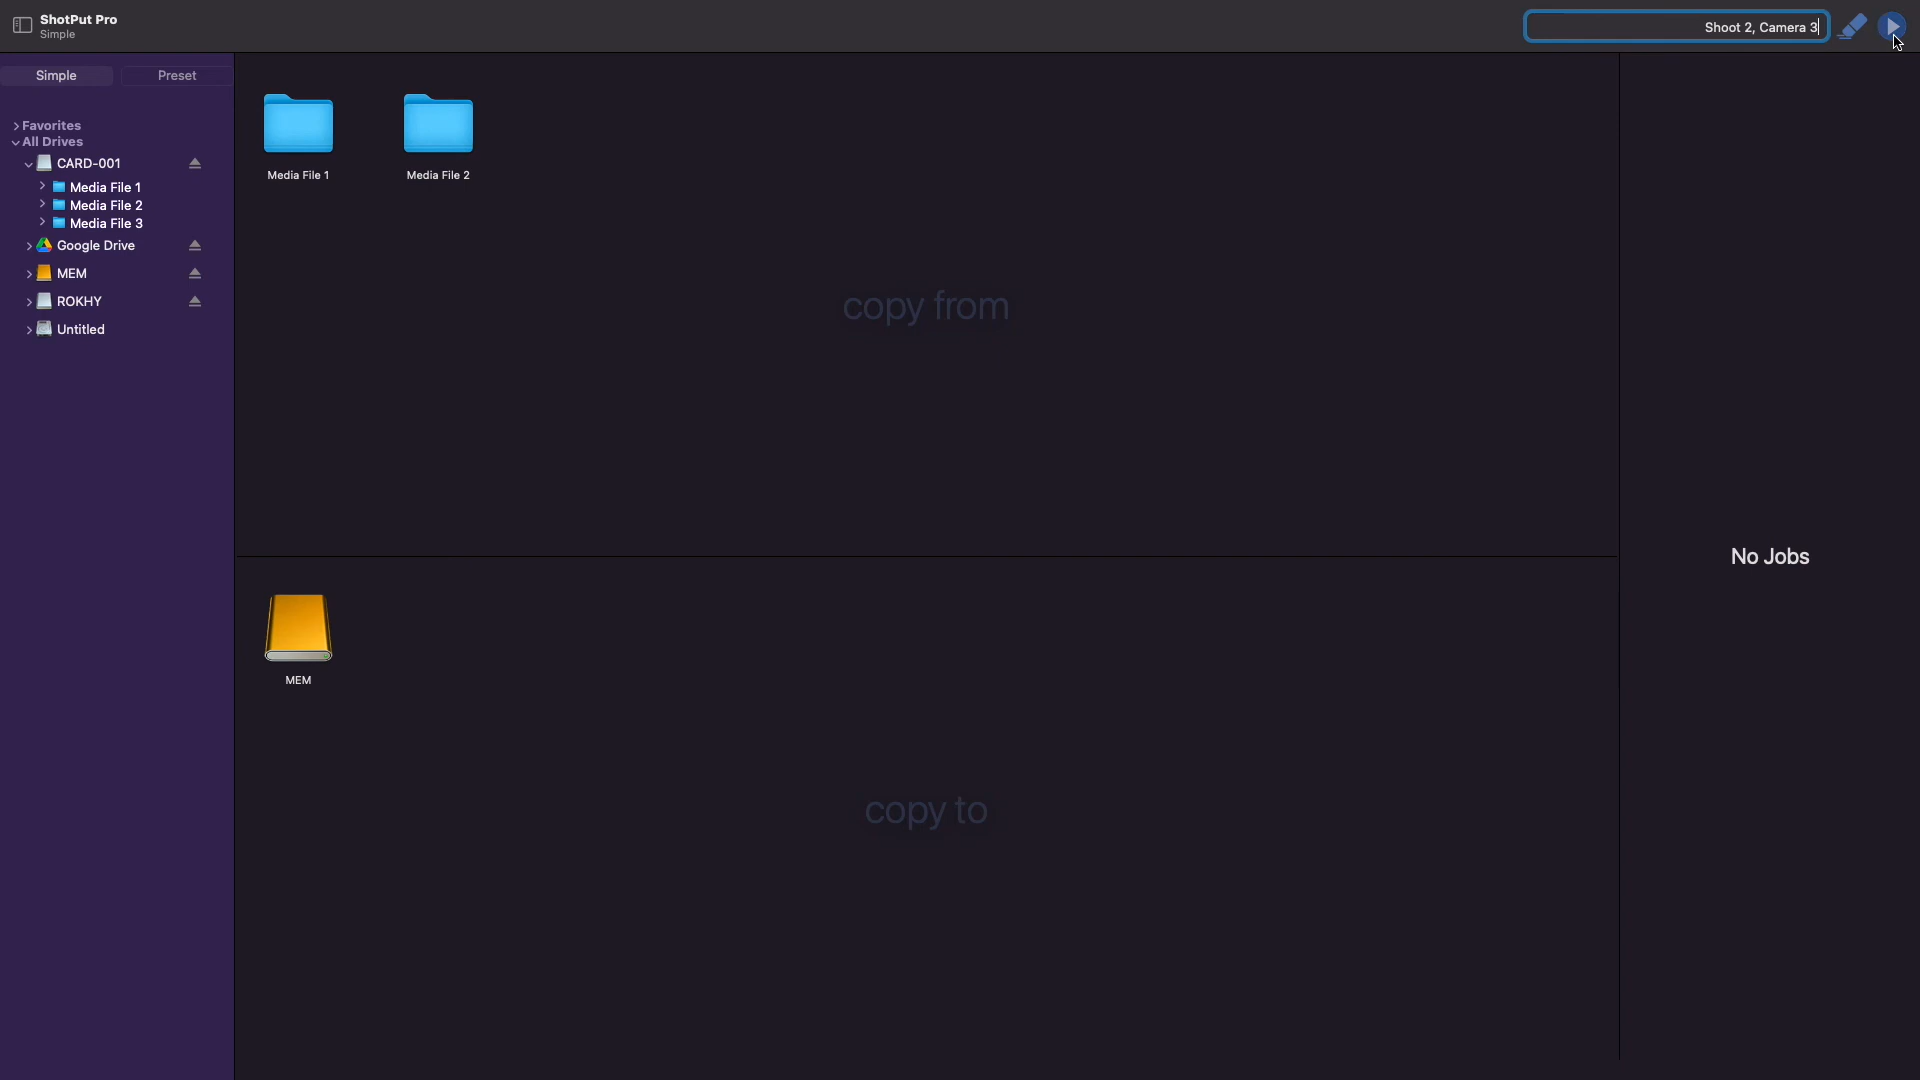 ShotPut Pro
Simple
Shoot 2, Camera 3
Simple
Preset
Favorites
All Drives
CARD-001
Media File 1
Media File 2
Media File 3
Google Drive
MEM
ROKHY
Untitled
Media File 1
Media File 2
copy from
MEM
copy to
No Jobs